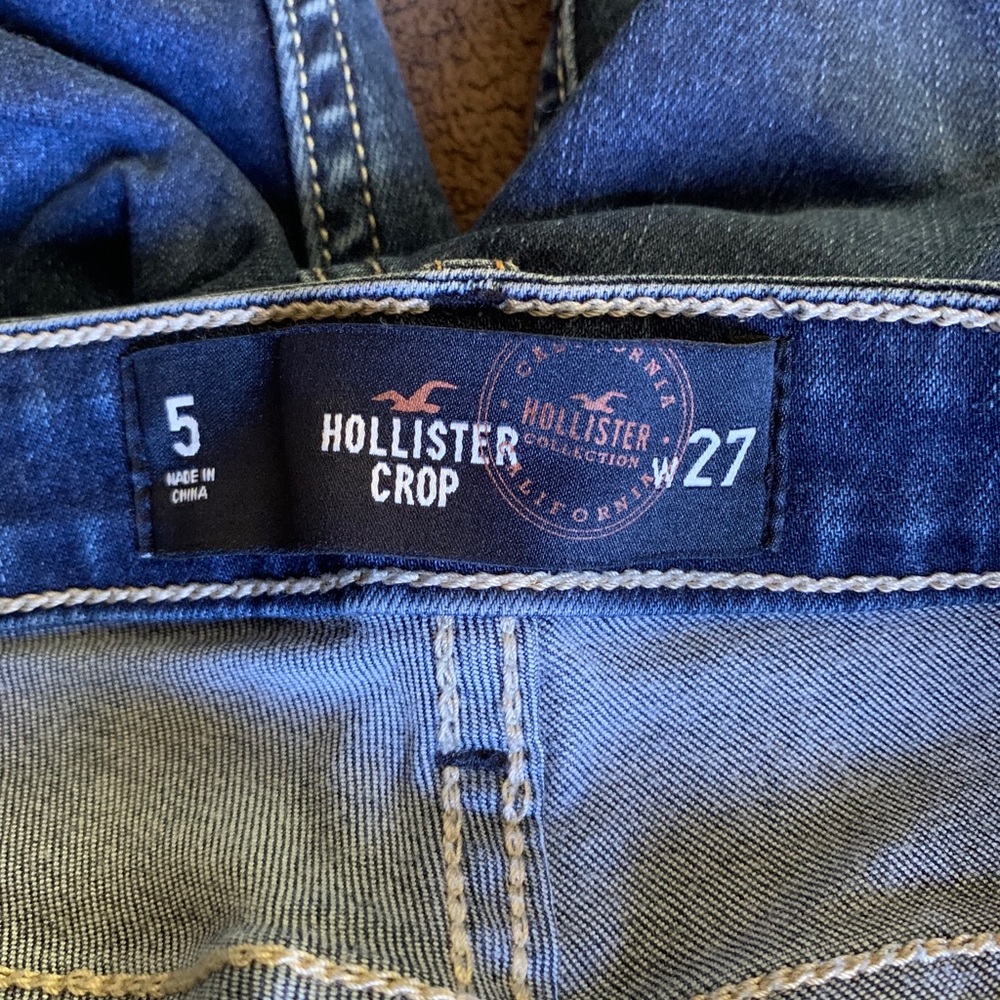 5
MADE IN
CHINA
HOLLISTER
CROP
CALIFORNIA
HOLLISTER
COLLECTION
CALIFORNIA
W27